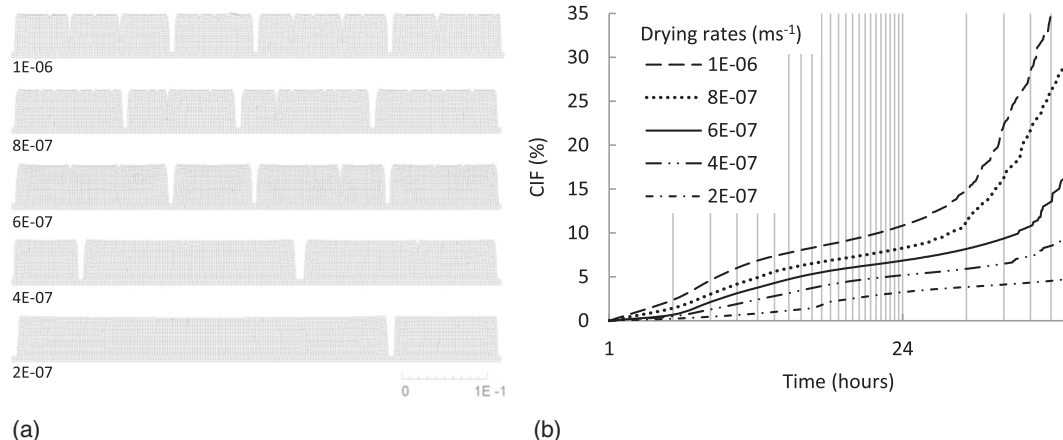 1E-06
8E-07
6E-07
4E-07
2E-07
0 1E -1
(a)
35
30
25
20
15
10
5
0
CIF (%)
Drying rates (ms-1)
1E-06
8E-07
6E-07
4E-07
2E-07
1 24
Time (hours)
(b)